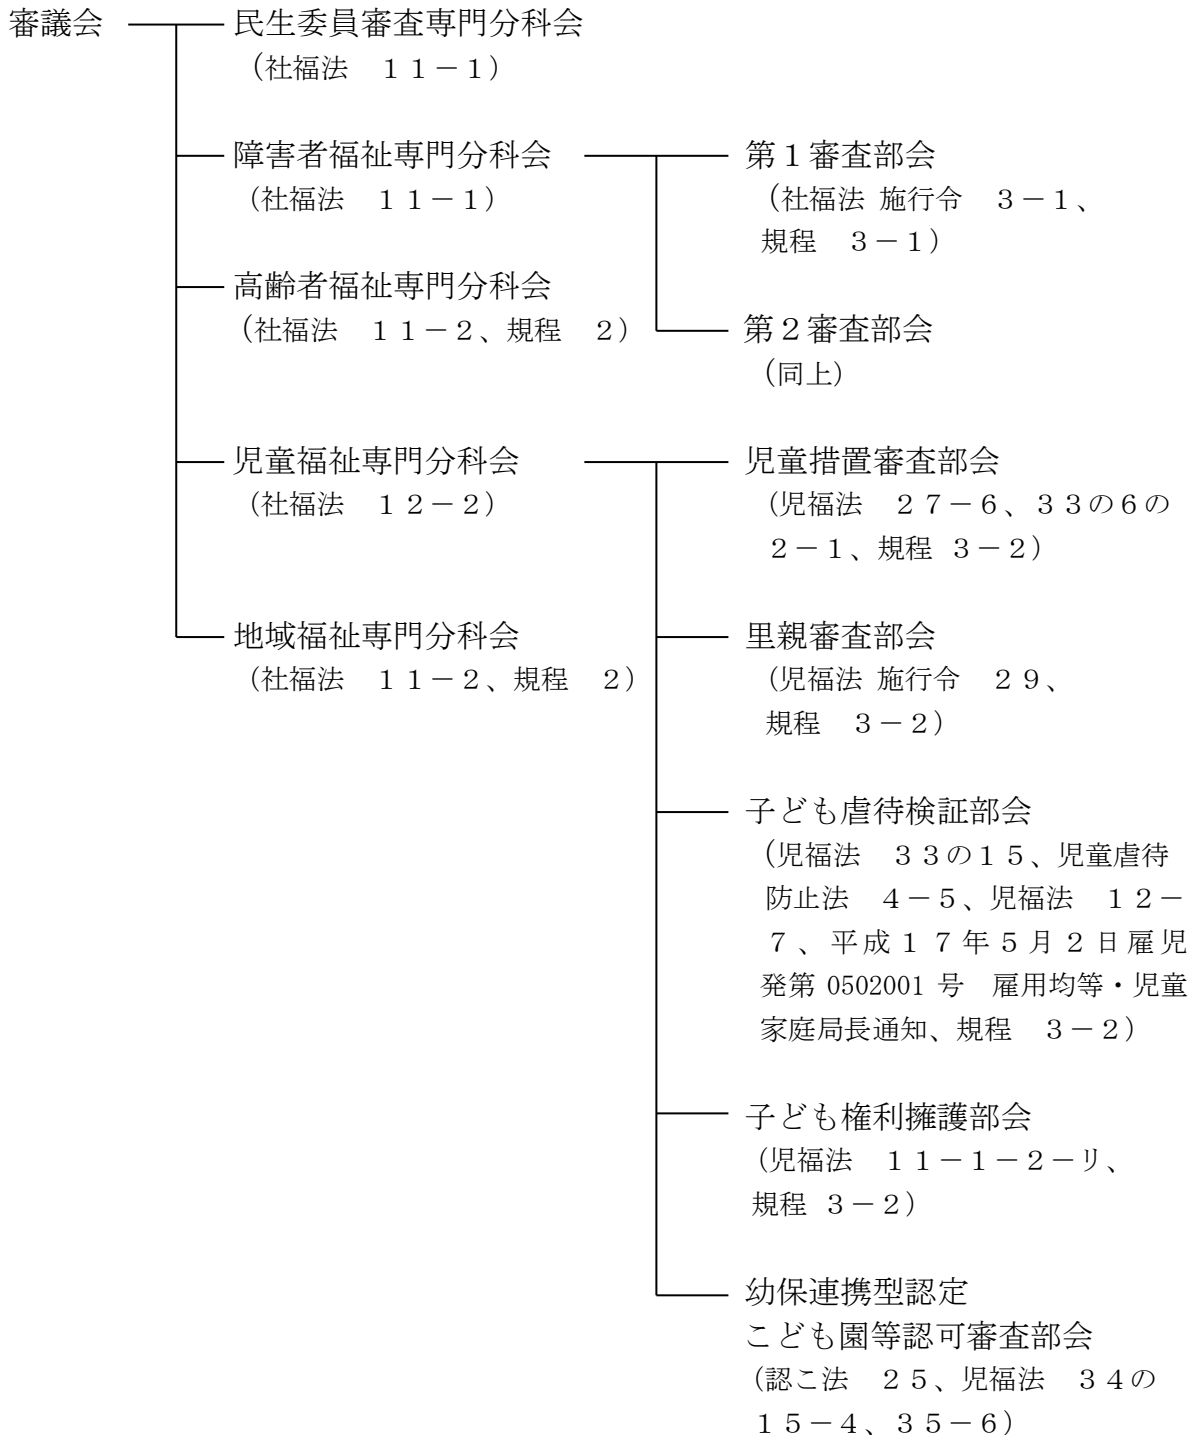 審議会
民生委員審査専門分科会
（社福法　１１－１）
障害者福祉専門分科会
（社福法　１１－１）
第１審査部会
（社福法 施行令　３－１、
規程　３－１）
高齢者福祉専門分科会
（社福法　１１－２、規程　２）
第２審査部会
（同上）
児童福祉専門分科会
（社福法　１２－２）
児童措置審査部会
（児福法　２７－６、３３の６の
２－１、規程 ３－２）
地域福祉専門分科会
（社福法　１１－２、規程　２）
里親審査部会
（児福法 施行令　２９、
規程　３－２）
子ども虐待検証部会
（児福法　３３の１５、児童虐待
防止法　４－５、児福法　１２－
７、平成１７年５月２日雇児
発第 0502001 号　雇用均等・児童
家庭局長通知、規程　３－２）
子ども権利擁護部会
（児福法　１１－１－２－リ、
規程 ３－２）
幼保連携型認定
こども園等認可審査部会
（認こ法　２５、児福法　３４の
１５－４、３５－６）